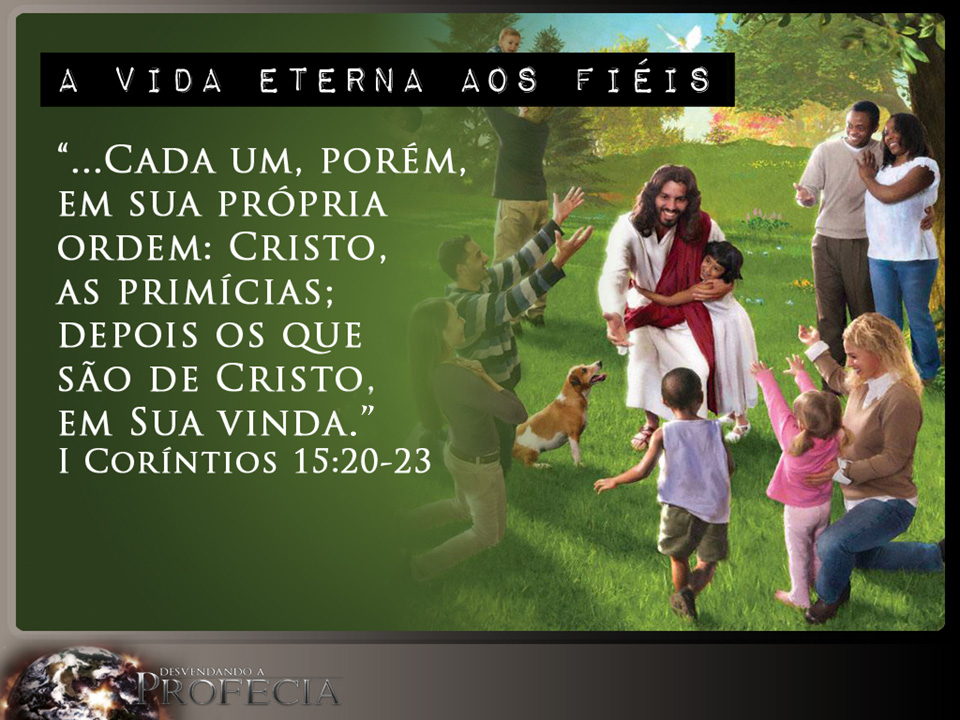 A VIDA ETERNA AOS FIÉIS
“...CADA UM, PORÉM,
EM SUA PRÓPRIA
ORDEM: CRISTO,
AS PRIMÍCIAS;
DEPOIS OS QUE
SÃO DE CRISTO,
EM SUA VINDA.”
I CORÍNTIOS 15:20-23
DESVENDANDO A
PROFECIA